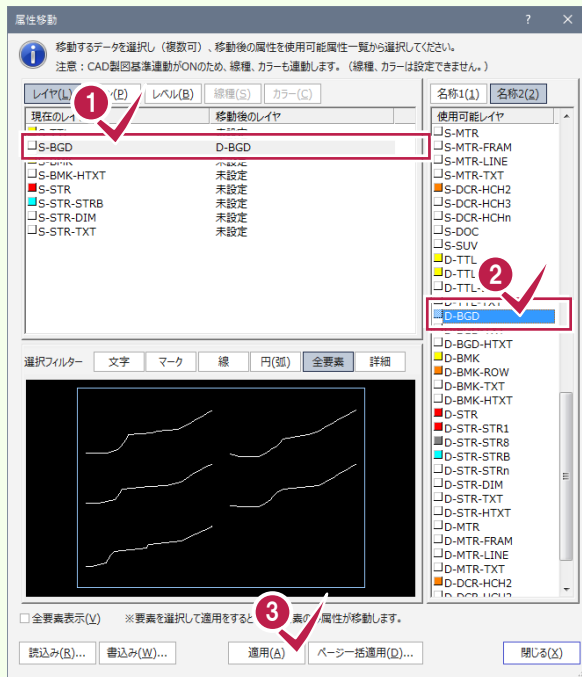 属性移動
? ×
移動するデータを選択し（複数可）、移動後の属性を使用可能属性一覧から選択してください。
注意：CAD製図基準連動がONのため、線種、カラーも連動します。（線種、カラーは設定できません。）
レイヤ(L) (P) レベル(B) 線種(S) カラー(C)
現在のレイ 移動後のレイヤ
S-BGD D-BGD
S-BMK 未設定
S-BMK-HTXT 未設定
S-STR 未設定
S-STR-STRB 未設定
S-STR-DIM 未設定
S-STR-TXT 未設定
名称1(1) 名称2(2)
使用可能レイヤ
S-MTR
S-MTR-FRAM
S-MTR-LINE
S-MTR-TXT
S-DCR-HCH2
S-DCR-HCH3
S-DCR-HCHn
S-DOC
S-SUV
D-TTL
D-TTL
D-TTL-TXT
D-BGD
D-BGD-HTXT
D-BMK
D-BMK-ROW
D-BMK-TXT
D-BMK-HTXT
D-STR
D-STR-STR1
D-STR-STR8
D-STR-STRB
D-STR-STRn
D-STR-DIM
D-STR-TXT
D-STR-HTXT
D-MTR
D-MTR-FRAM
D-MTR-LINE
D-MTR-TXT
D-DCR-HCH2
選択フィルター 文字 マーク 線 円(弧) 全要素 詳細
全要素表示(V) ※要素を選択して適用をすると 素の 属性が移動します。
読込み(R)... 書込み(W)... 適用(A) ページ一括適用(D)... 閉じる(X)
1
2
3